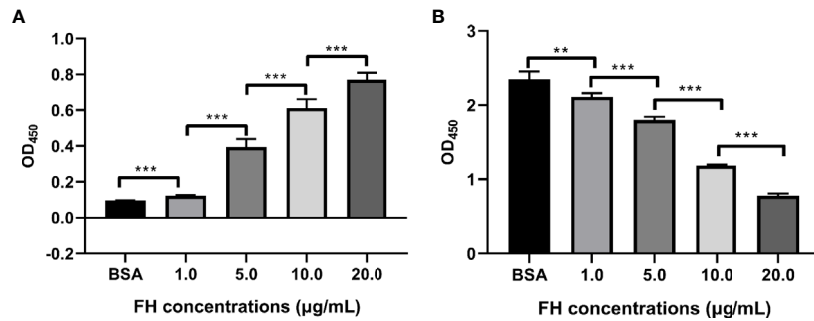 A
1.0
0.8
0.6
0.4
0.2
0.0
-0.2
OD450
*** *** *** ***
BSA 1.0 5.0 10.0 20.0
FH concentrations (µg/mL)
B
3
2
1
0
OD450
** *** *** ***
BSA 1.0 5.0 10.0 20.0
FH concentrations (µg/mL)